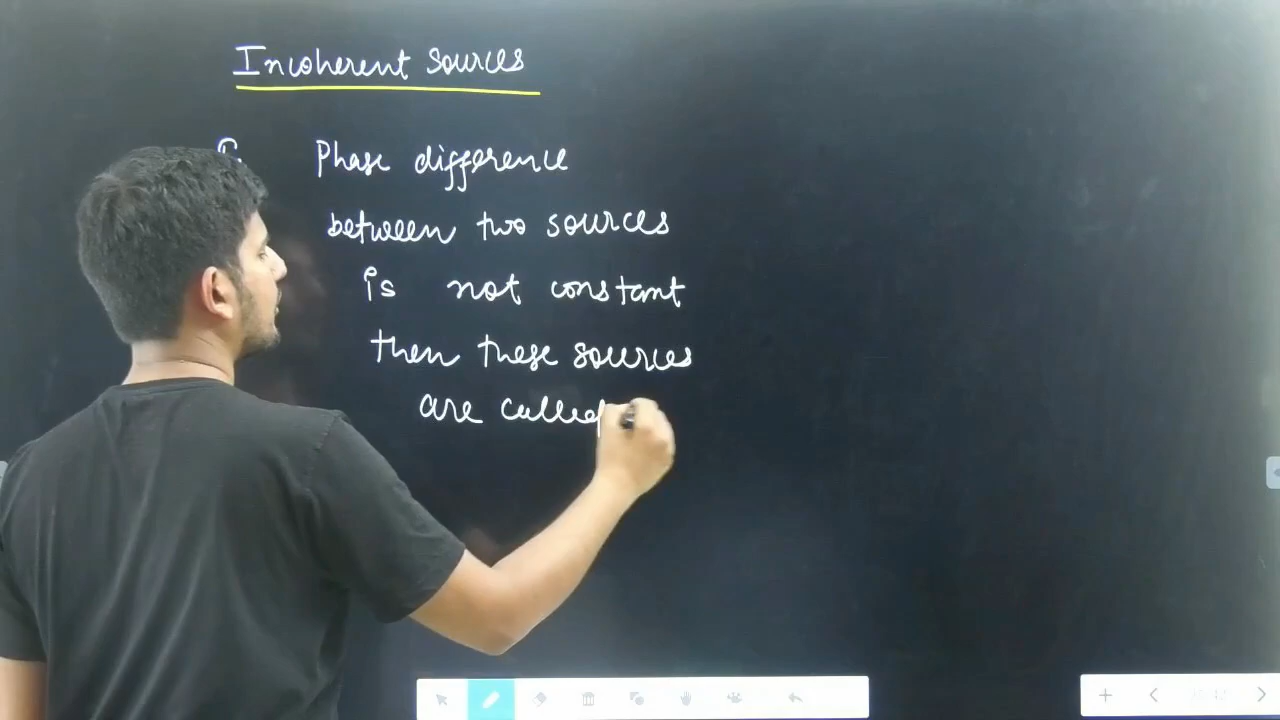 Incoherent Sources
Phase difference
between two sources
is not constant
then these sources
are called